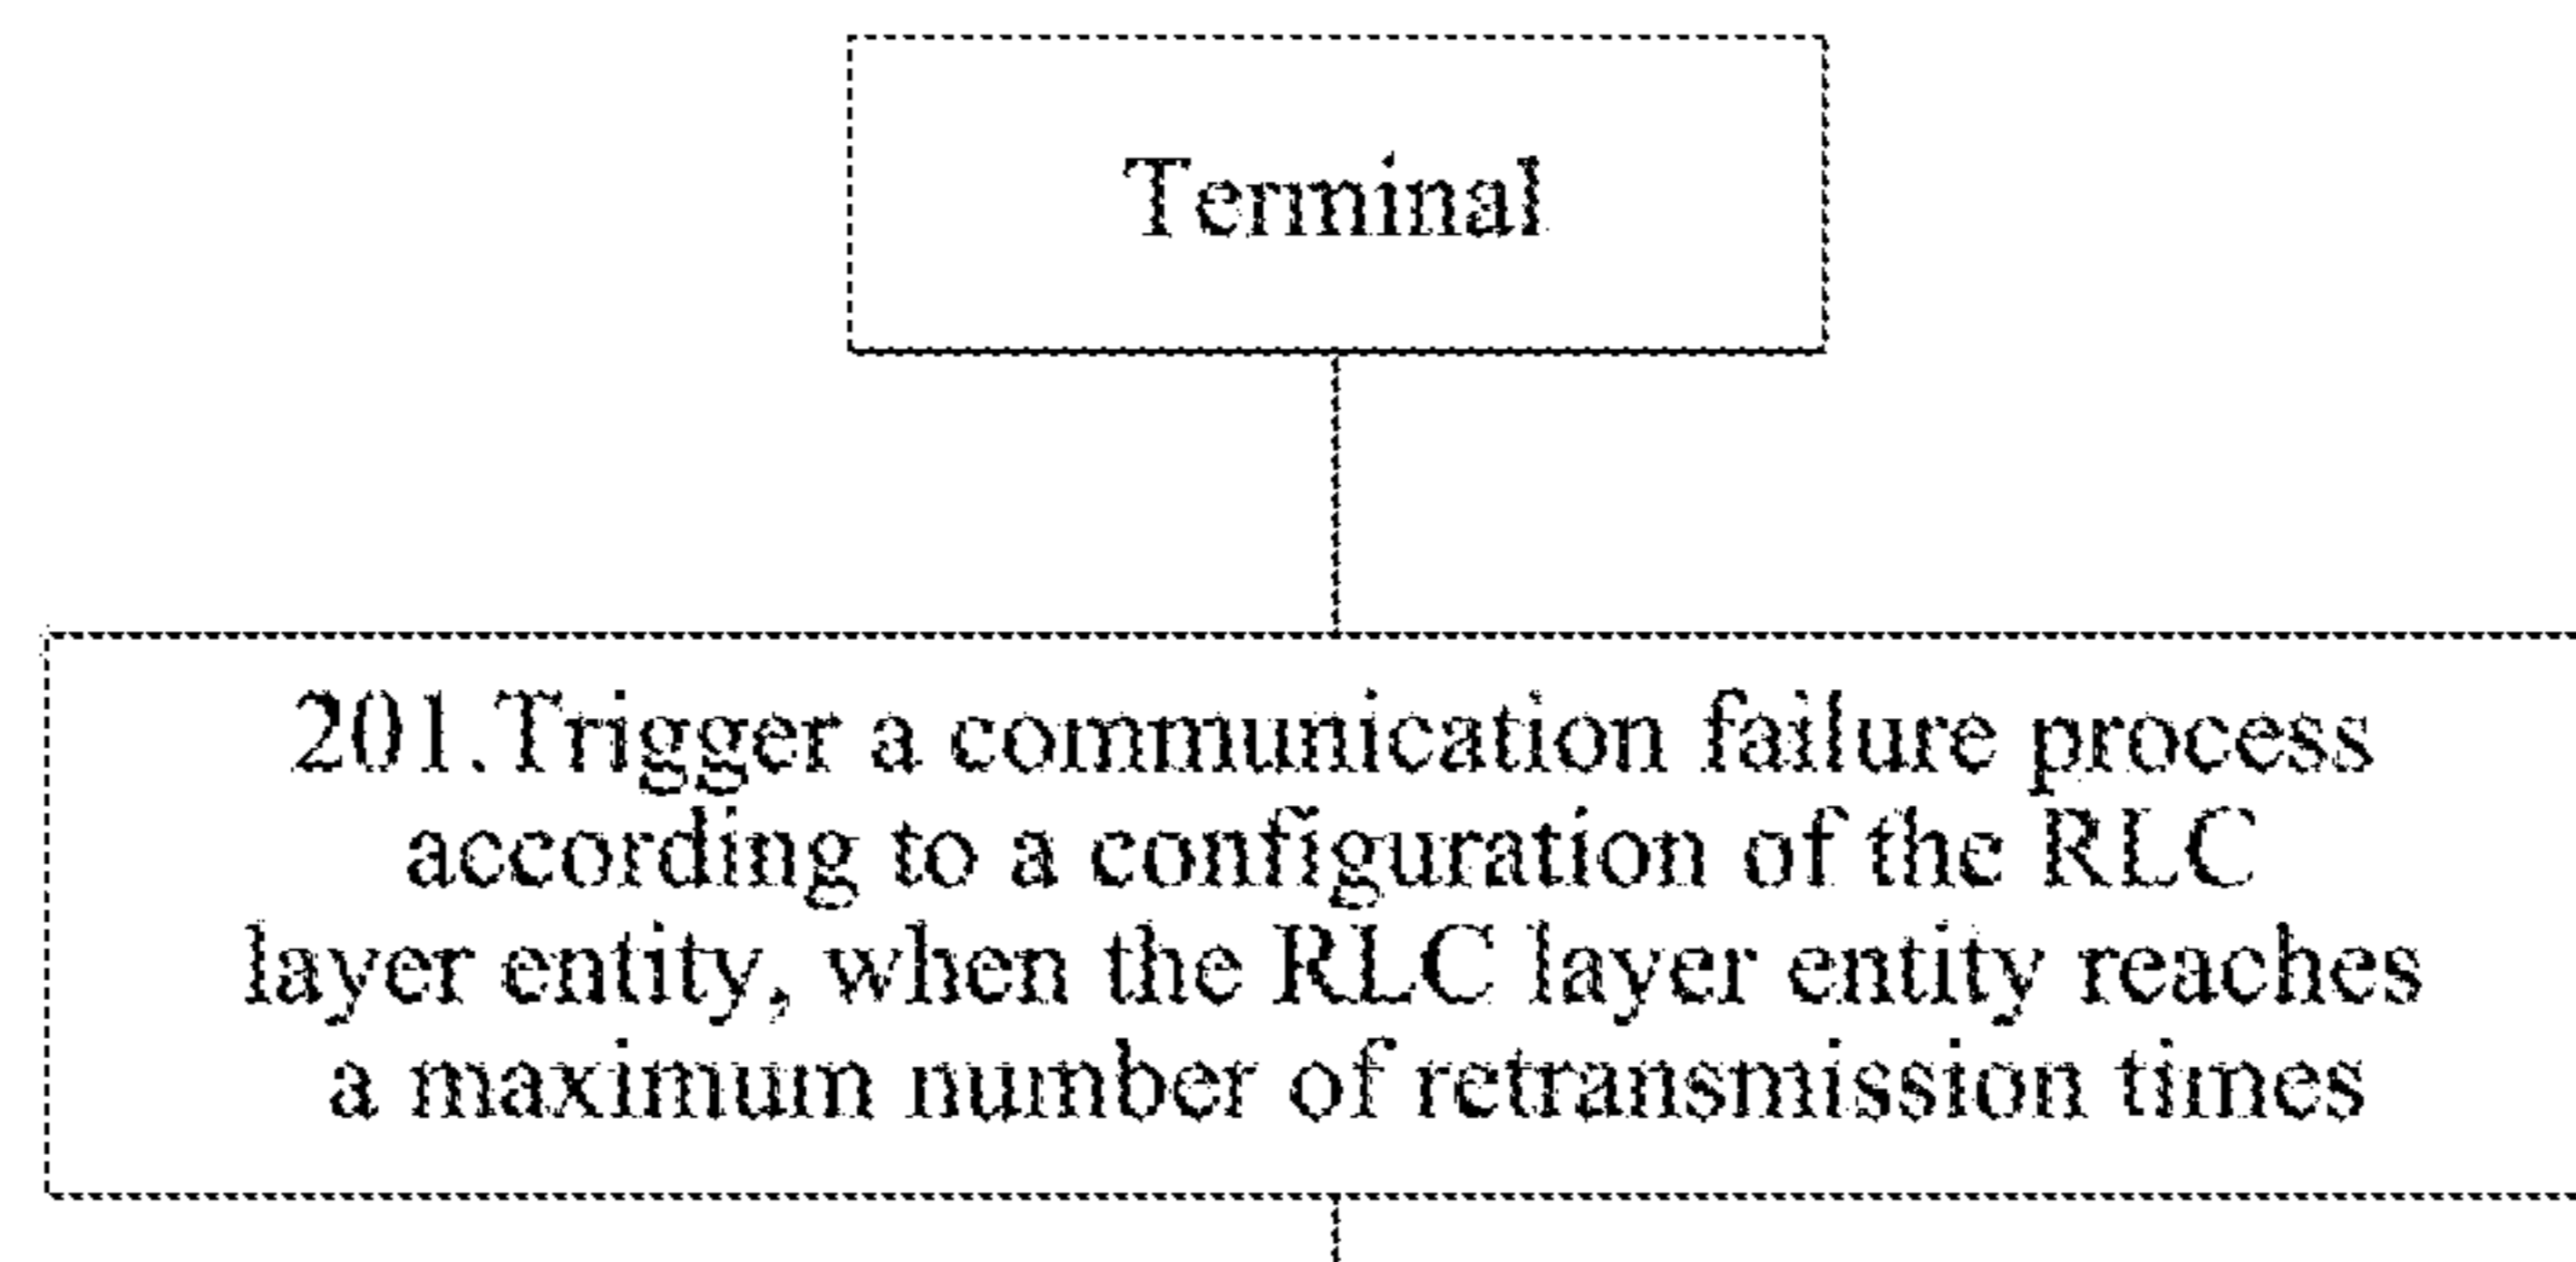 Terminal
201.Trigger a communication failure process
according to a configuration of the RLC
layer entity, when the RLC layer entity reaches
a maximum number of retransmission times